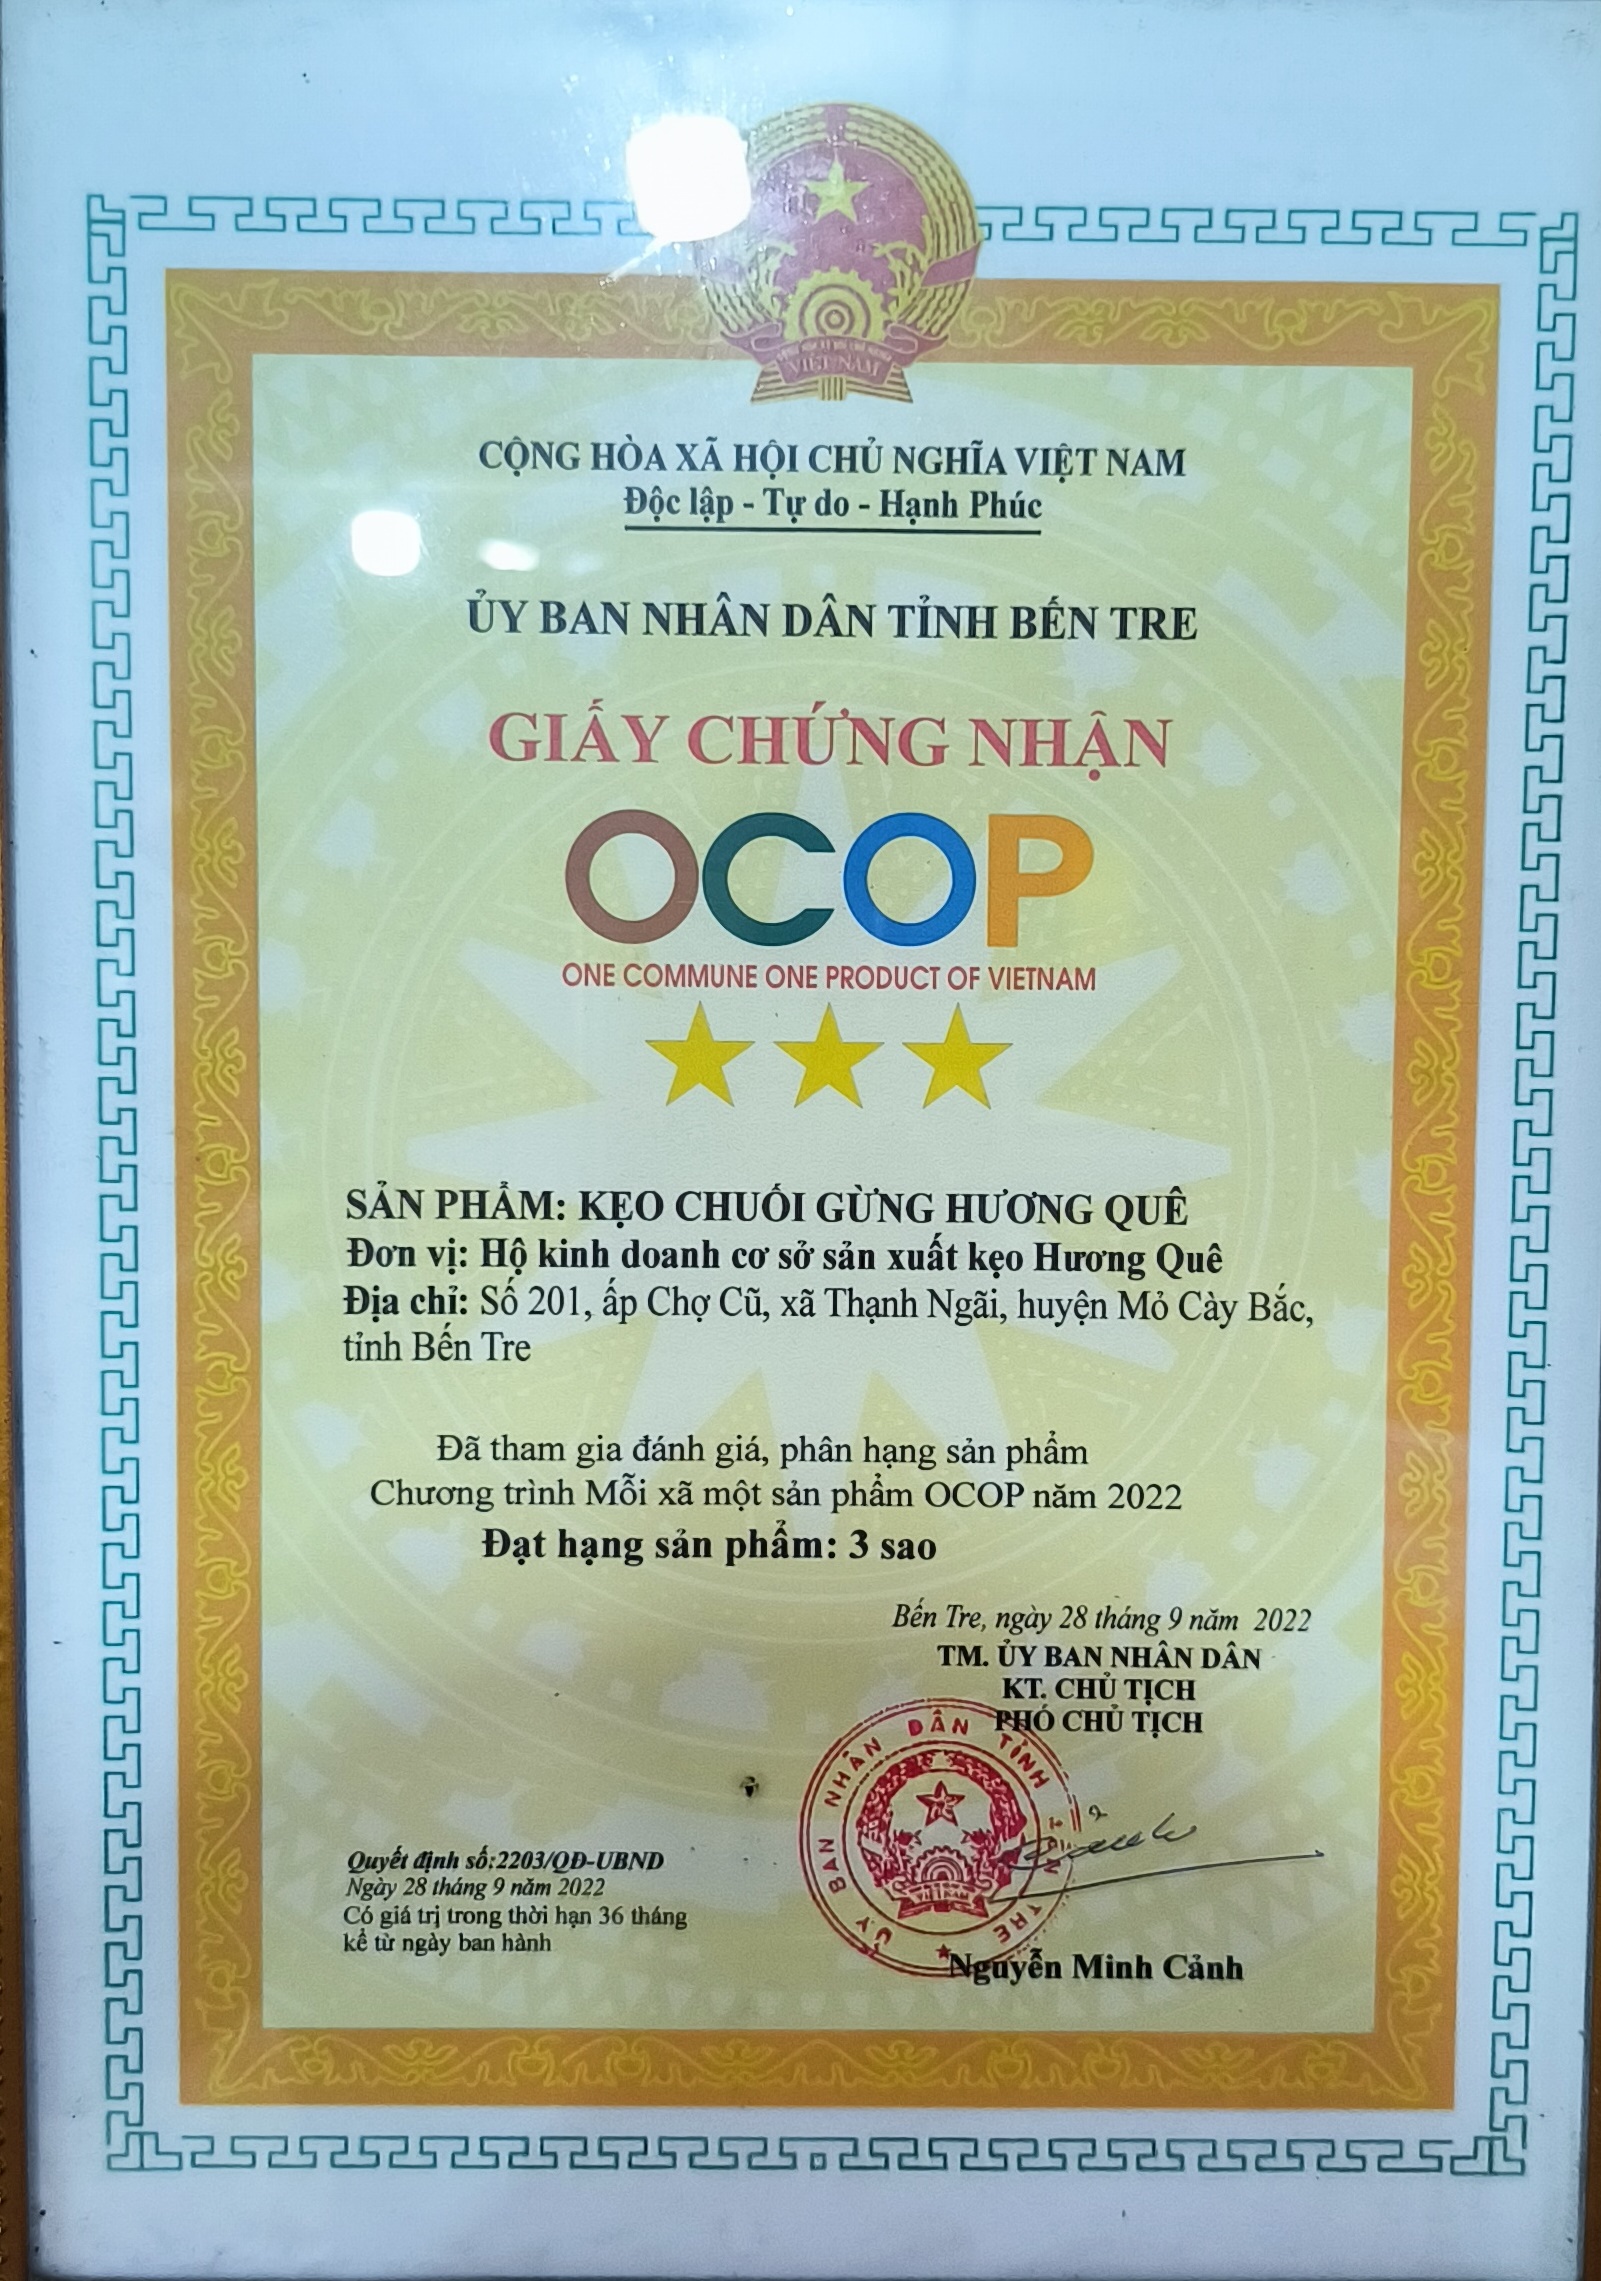 VIỆT NAM
CỘNG HÒA XÃ HỘI CHỦ NGHĨA VIỆT NAM
Độc lập - Tự do - Hạnh Phúc
ỦY BAN NHÂN DÂN TỈNH BẾN TRE
GIẤY CHỨNG NHẬN
OCOP
ONE COMMUNE ONE PRODUCT OF VIETNAM
SẢN PHẨM: KẸO CHUỐI GỪNG HƯƠNG QUÊ
Đơn vị: Hộ kinh doanh cơ sở sản xuất kẹo Hương Quê
Địa chỉ: Số 201, ấp Chợ Cũ, xã Thạnh Ngãi, huyện Mỏ Cày Bắc,
tỉnh Bến Tre
Đã tham gia đánh giá, phân hạng sản phẩm
Chương trình Mỗi xã một sản phẩm OCOP năm 2022
Đạt hạng sản phẩm: 3 sao
Bến Tre, ngày 28 tháng 9 năm 2022
TM. ỦY BAN NHÂN DÂN
KT. CHỦ TỊCH
PHÓ CHỦ TỊCH
ỦY BAN NHÂN DÂN TỈNH BẾN TRE
Quyết định số:2203/QĐ-UBND
Ngày 28 tháng 9 năm 2022
Có giá trị trong thời hạn 36 tháng
kể từ ngày ban hành
Nguyễn Minh Cảnh